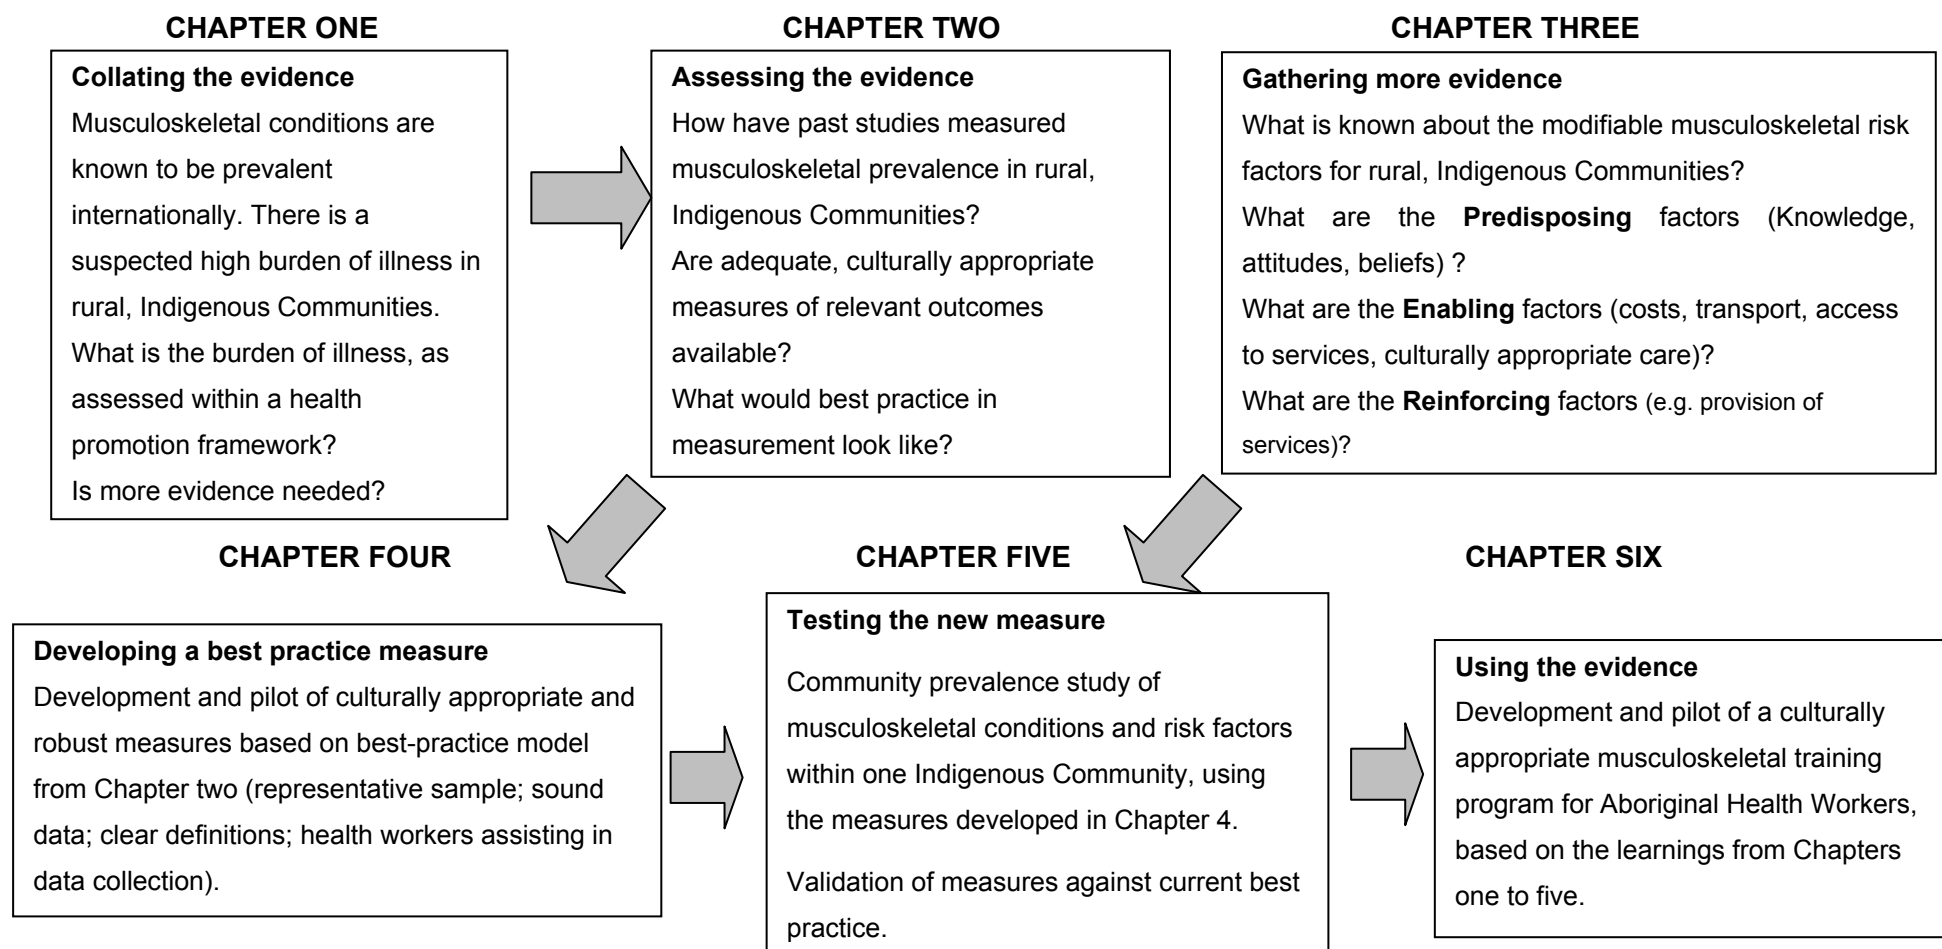 CHAPTER ONE
Collating the evidence
Musculoskeletal conditions are
known to be prevalent
internationally. There is a
suspected high burden of illness in
rural, Indigenous Communities.
What is the burden of illness, as
assessed within a health
promotion framework?
Is more evidence needed?
CHAPTER TWO
Assessing the evidence
How have past studies measured
musculoskeletal prevalence in rural,
Indigenous Communities?
Are adequate, culturally appropriate
measures of relevant outcomes
available?
What would best practice in
measurement look like?
CHAPTER THREE
Gathering more evidence
What is known about the modifiable musculoskeletal risk
factors for rural, Indigenous Communities?
What are the Predisposing factors (Knowledge,
attitudes, beliefs) ?
What are the Enabling factors (costs, transport, access
to services, culturally appropriate care)?
What are the Reinforcing factors (e.g. provision of
services)?
CHAPTER FOUR
Developing a best practice measure
Development and pilot of culturally appropriate and
robust measures based on best-practice model
from Chapter two (representative sample; sound
data; clear definitions; health workers assisting in
data collection).
CHAPTER FIVE
Testing the new measure
Community prevalence study of
musculoskeletal conditions and risk factors
within one Indigenous Community, using
the measures developed in Chapter 4.
Validation of measures against current best
practice.
CHAPTER SIX
Using the evidence
Development and pilot of a culturally
appropriate musculoskeletal training
program for Aboriginal Health Workers,
based on the learnings from Chapters
one to five.